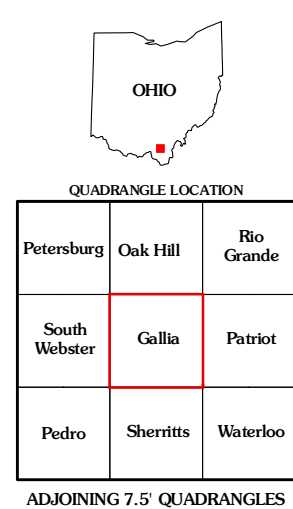 OHIO
QUADRANGLE LOCATION
Petersburg
Oak Hill
Rio
Grande
South
Webster
Gallia
Patriot
Pedro
Sherritts
Waterloo
ADJOINING 7.5' QUADRANGLES